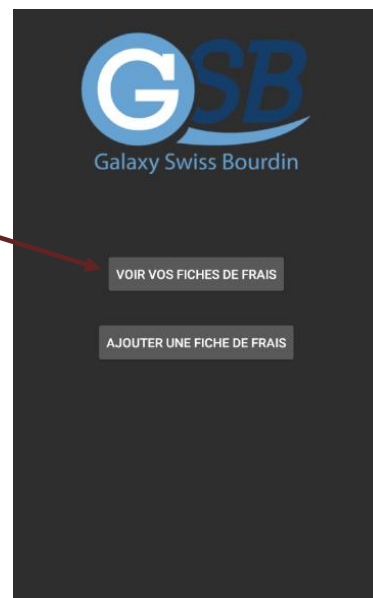 GSB
Galaxy Swiss Bourdin
VOIR VOS FICHES DE FRAIS
AJOUTER UNE FICHE DE FRAIS